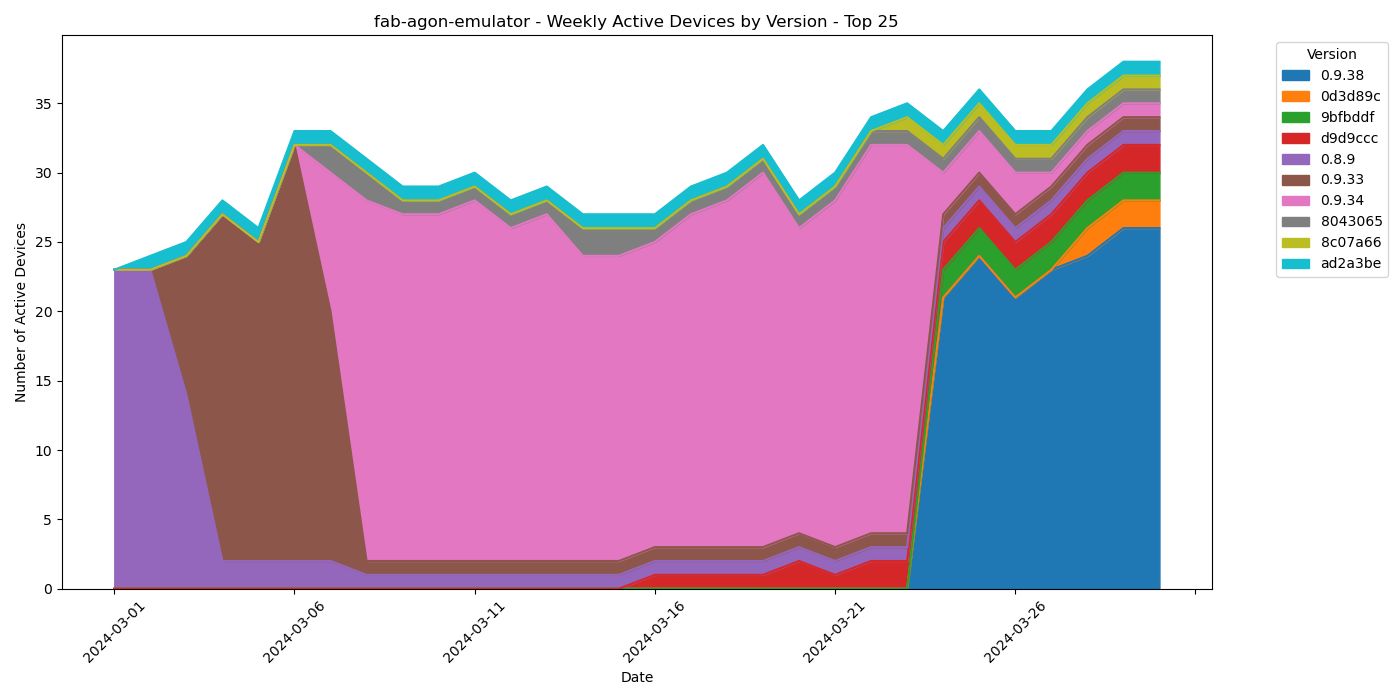 fab-agon-emulator - Weekly Active Devices by Version - Top 25
Number of Active Devices
35
30
25
20
15
10
5
0
2024-03-01
2024-03-06
2024-03-11
2024-03-16
2024-03-21
2024-03-26
Date
Version
0.9.38
0d3d89c
9bfbddf
d9d9ccc
0.8.9
0.9.33
0.9.34
8043065
8c07a66
ad2a3be